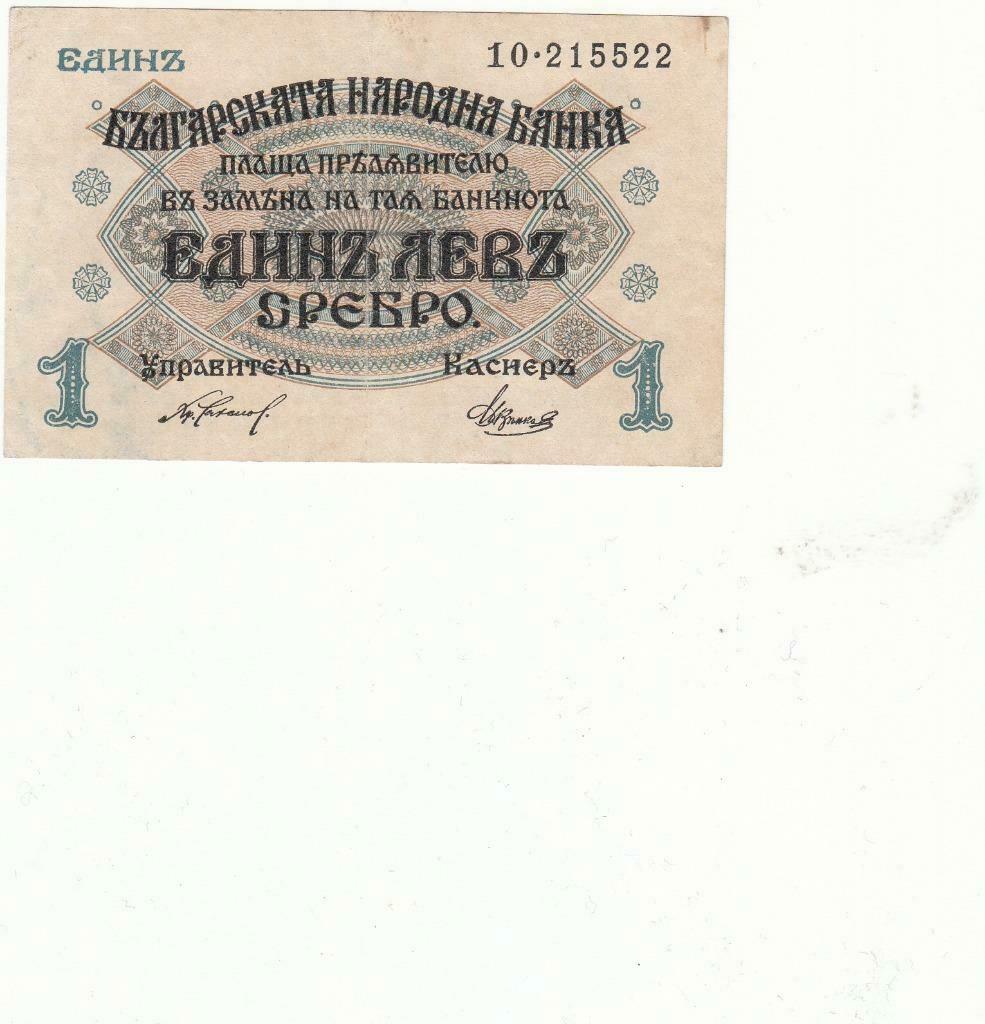 ЕДИНЪ
10·215522
БЪЛГАРСКАТА НАРОДНА БАНКА
ПЛАЩА ПРѢДЯВИТЕЛЮ
ВЪ ЗАМѢНА НА ТАЯ БАНКНОТА
ЕДИНЪ ЛЕВЪ
СРЕБРО.
Управитель Касиеръ
1 1